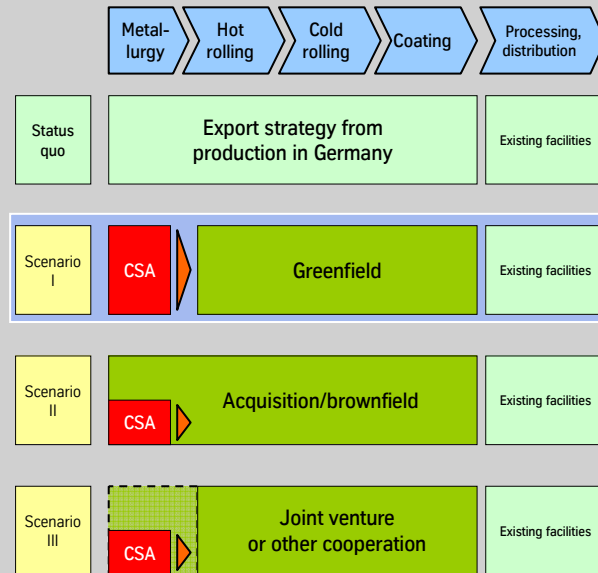 Metal-
lurgy
Hot
rolling
Cold
rolling
Coating
Processing,
distribution
Status
quo
Export strategy from
production in Germany
Existing facilities
Scenario
I
CSA
Greenfield
Existing facilities
Scenario
II
CSA
Acquisition/brownfield
Existing facilities
Scenario
III
CSA
Joint venture
or other cooperation
Existing facilities